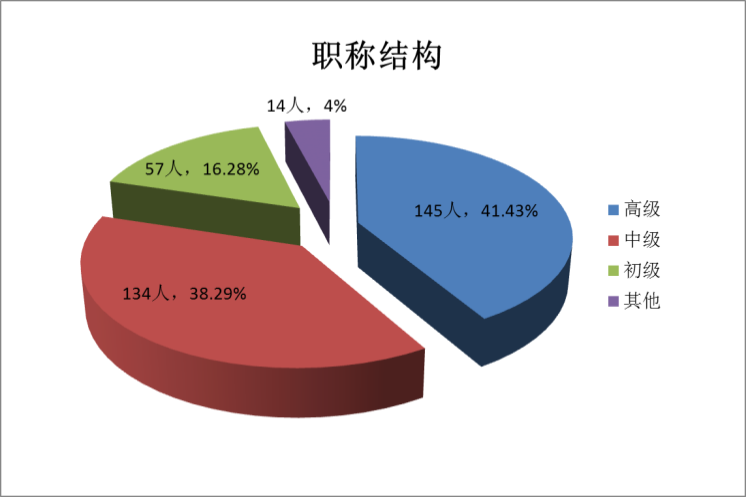 职称结构
14人，4%
57人，16.28%
145人，41.43%
134人，38.29%
高级
中级
初级
其他